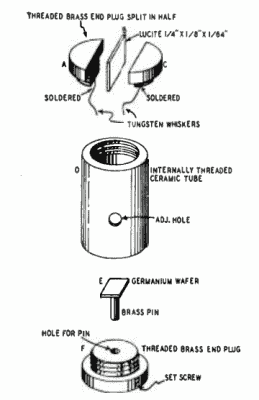 THREADED BRASS END PLUG SPLIT IN HALF
LUCITE 1/4" X 1/8" X 1/64"
A
C
SOLDERED
SOLDERED
TUNGSTEN WHISKERS
D
INTERNALLY THREADED
CERAMIC TUBE
ADJ. HOLE
E
GERMANIUM WAFER
BRASS PIN
HOLE FOR PIN
F
THREADED BRASS END PLUG
SET SCREW